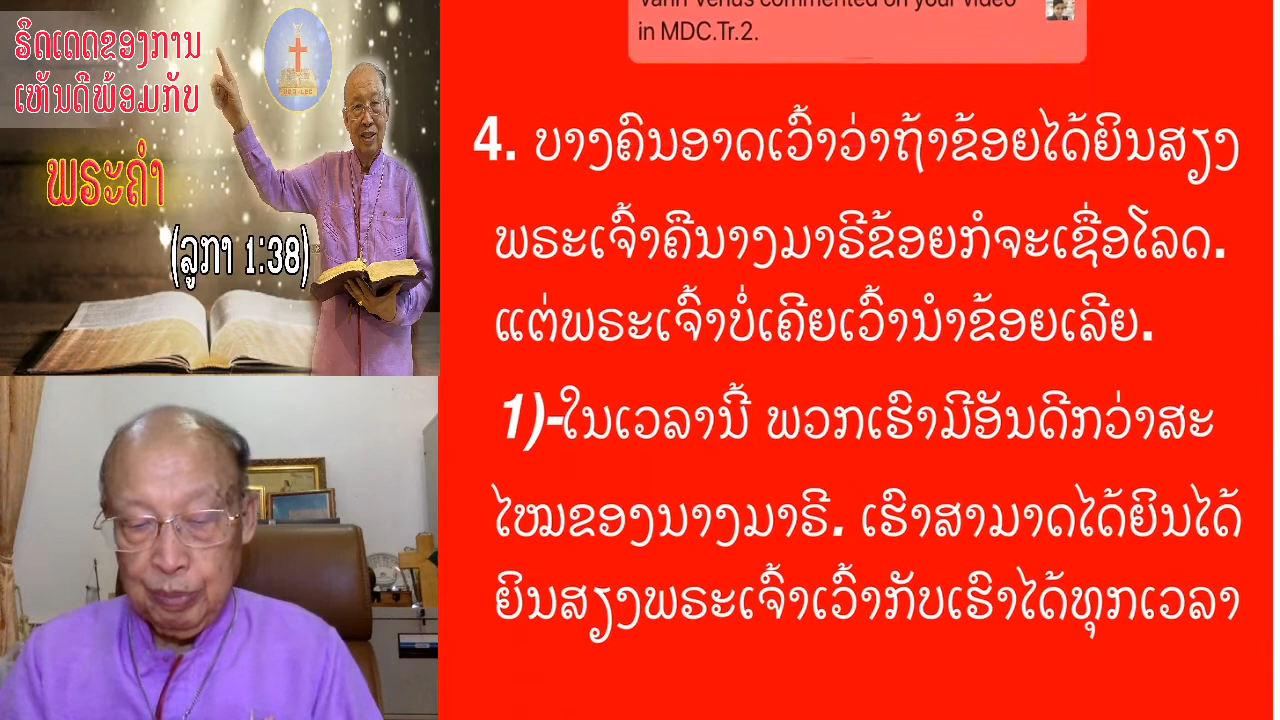 ຣິດເດດຂອງການ
ເຫັນດີພ້ອມກັບ
ພຣະຄຳ
(ລູກາ 1:38)
Vann Venus commented on your video
in MDC.Tr.2.
4. ບາງຄົນອາດເວົ້າວ່າຖ້າຂ້ອຍໄດ້ຍິນສຽງ
ພຣະເຈົ້າຄືນາງມາຣີຂ້ອຍກໍຈະເຊື່ອໂລດ.
ແຕ່ພຣະເຈົ້າບໍ່ເຄີຍເວົ້ານຳຂ້ອຍເລີຍ.
1)-ໃນເວລານີ້ ພວກເຮົາມີອັນດີກວ່າສະ
ໄໝຂອງນາງມາຣີ. ເຮົາສາມາດໄດ້ຍິນໄດ້
ຍິນສຽງພຣະເຈົ້າເວົ້າກັບເຮົາໄດ້ທຸກເວລາ